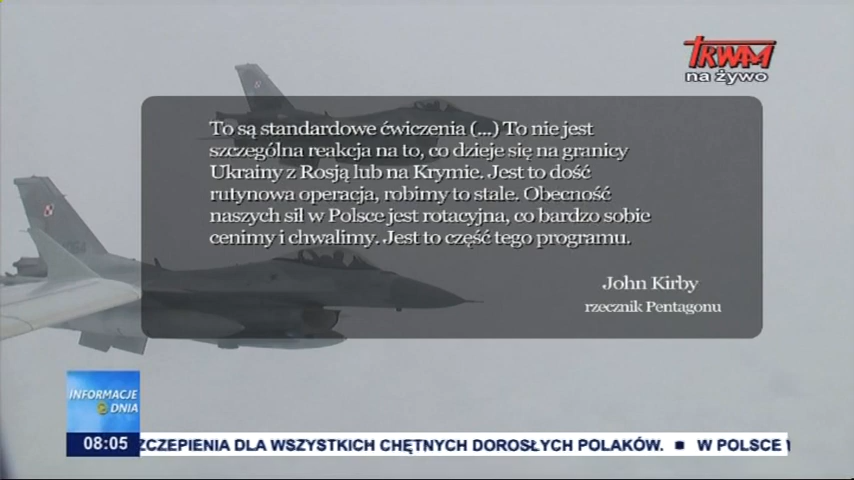 TRWAM
na żywo
To są standardowe ćwiczenia (...) To nie jest
szczególna reakcja na to, co dzieje się na granicy
Ukrainy z Rosją lub na Krymie. Jest to dość
rutynowa operacja, robimy to stale. Obecność
naszych sił w Polsce jest rotacyjna, co bardzo sobie
cenimy i chwalimy. Jest to część tego programu.
John Kirby
rzecznik Pentagonu
INFORMACJE
DNIA
08:05 ZCZEPIENIA DLA WSZYSTKICH CHĘTNYCH DOROSŁYCH POLAKÓW. ■ W POLSCE